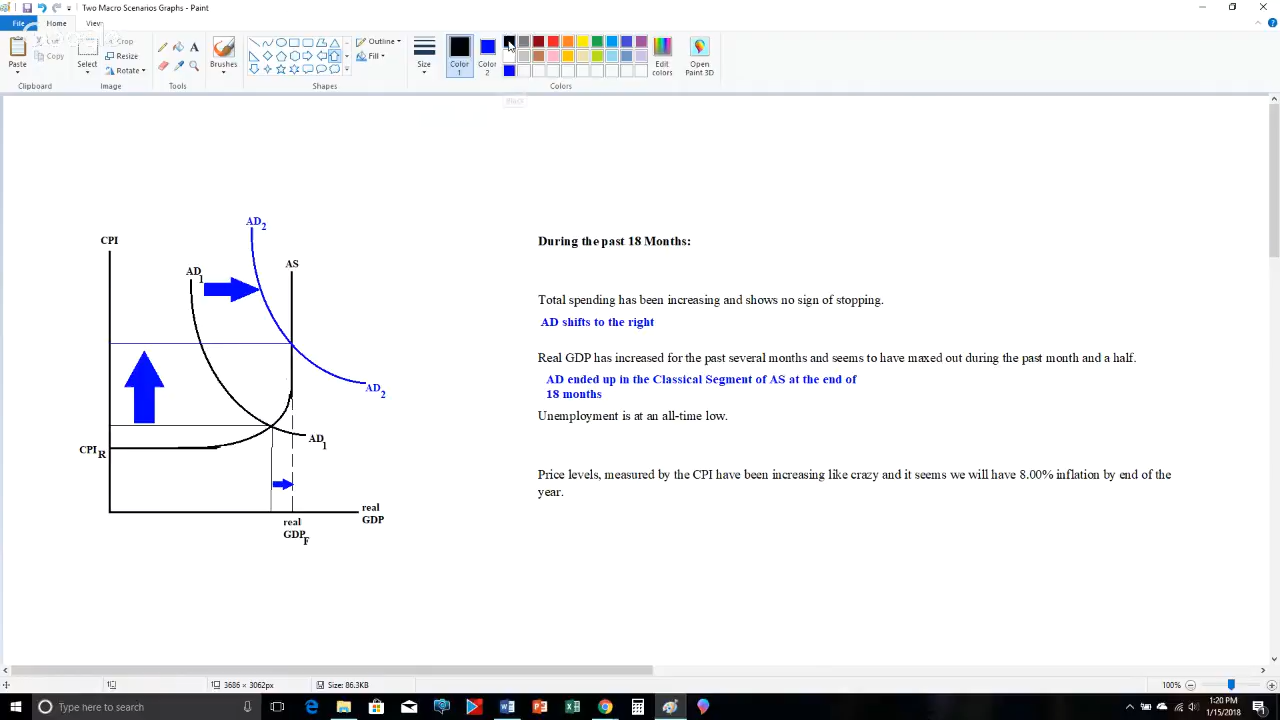 Two Macro Scenarios Graphs - Paint
File Home View
Paste
Cut
Copy
Clipboard
Select
Crop
Resize
Rotate
Image
A
Tools
Brushes
Shapes
Outline
Fill
Size
Color
1
Color
2
Colors
Edit
colors
Open
Paint 3D
Black
AD2
CPI
AS
AD1
AD2
AD1
CPIR
real
GDP
real
GDPF
During the past 18 Months:
Total spending has been increasing and shows no sign of stopping.
AD shifts to the right
Real GDP has increased for the past several months and seems to have maxed out during the past month and a half.
AD ended up in the Classical Segment of AS at the end of
18 months
Unemployment is at an all-time low.
Price levels, measured by the CPI have been increasing like crazy and it seems we will have 8.00% inflation by end of the
year.
3686 × 3062px
Size: 86.3KB
100%
Type here to search
1:20 PM
1/15/2018